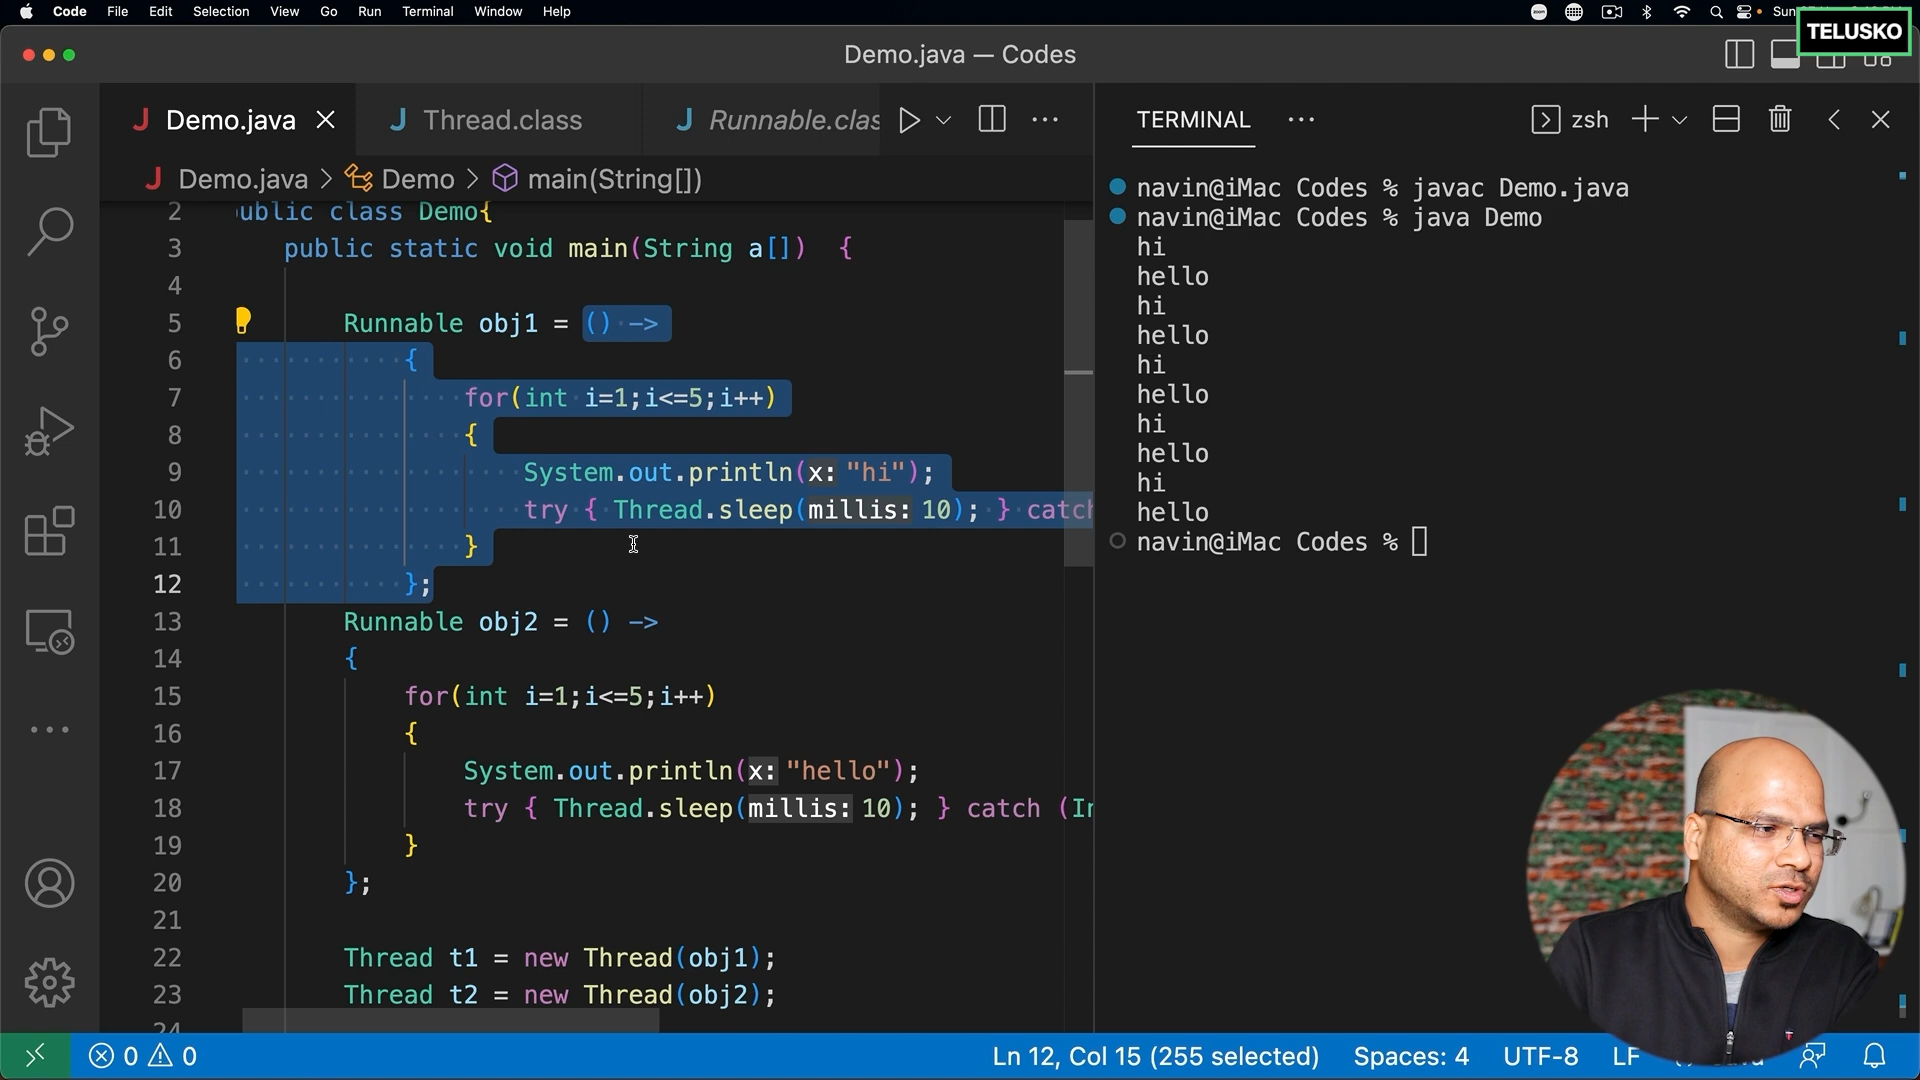 Code File Edit Selection View Go Run Terminal Window Help
zoom
Sun
TELUSKO
Demo.java — Codes
Demo.java
Thread.class
Runnable.clas
Demo.java > Demo > main(String[])
2 ublic class Demo{
3 public static void main(String a[]) {
4
5 Runnable obj1 = () ->
6 {
7 for(int i=1;i<=5;i++)
8 {
9 System.out.println(x: "hi");
10 try { Thread.sleep(millis: 10); } catch
11 }
12 };
13 Runnable obj2 = () ->
14 {
15 for(int i=1;i<=5;i++)
16 {
17 System.out.println(x: "hello");
18 try { Thread.sleep(millis: 10); } catch (In
19 }
20 };
21
22 Thread t1 = new Thread(obj1);
23 Thread t2 = new Thread(obj2);
24
TERMINAL
zsh
navin@iMac Codes % javac Demo.java
navin@iMac Codes % java Demo
hi
hello
hi
hello
hi
hello
hi
hello
hi
hello
navin@iMac Codes %
0 0
Ln 12, Col 15 (255 selected)
Spaces: 4
UTF-8
LF